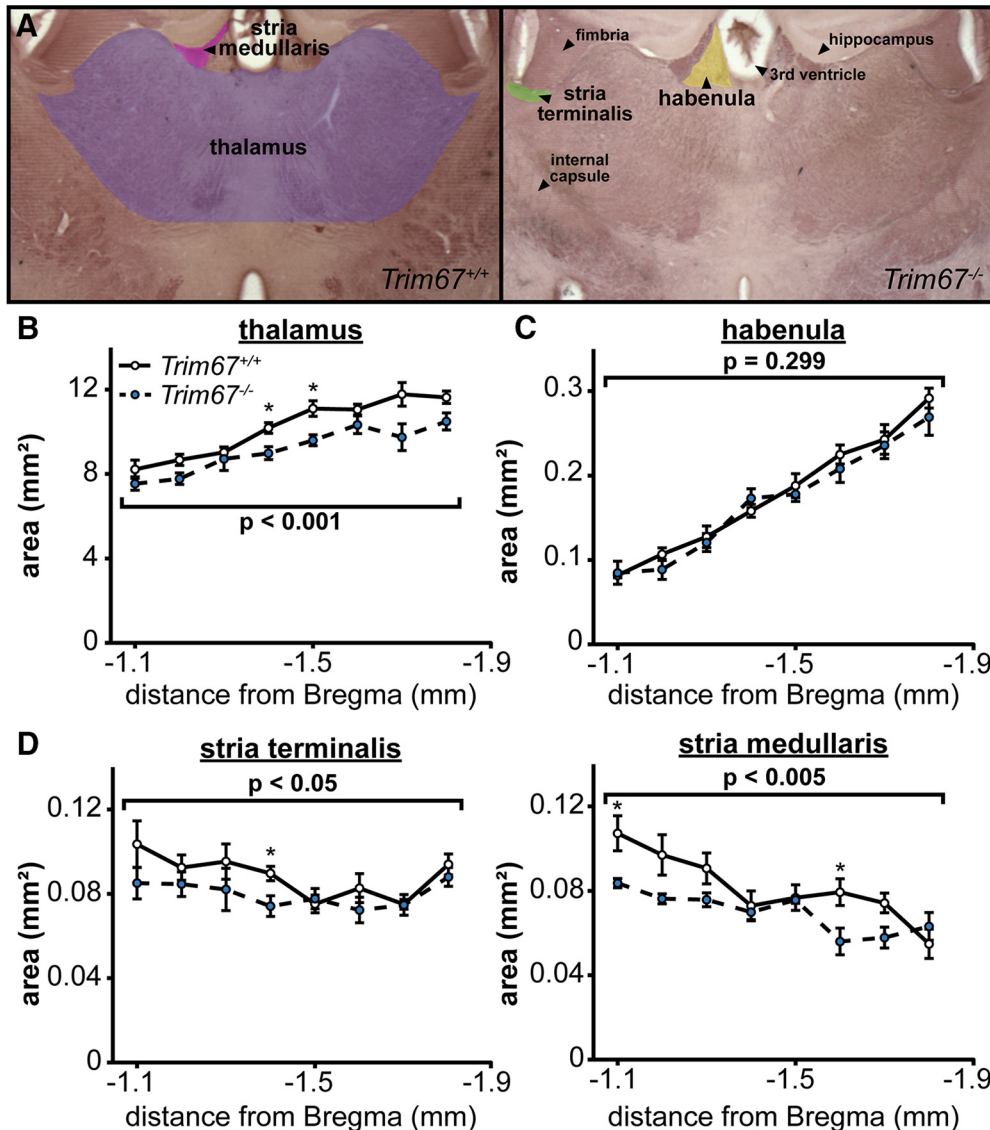 A
stria
medullaris
thalamus
Trim67+/+
fimbria
hippocampus
3rd ventricle
habenula
stria
terminalis
internal
capsule
Trim67-/-
B
thalamus
Trim67+/+
Trim67-/-
*
*
12
8
4
0
area (mm²)
p < 0.001
-1.1
-1.5
-1.9
distance from Bregma (mm)
C
habenula
p = 0.299
0.3
0.2
0.1
0
area (mm²)
-1.1
-1.5
-1.9
distance from Bregma (mm)
D
stria terminalis
p < 0.05
*
0.12
0.08
0.04
0
area (mm²)
-1.1
-1.5
-1.9
distance from Bregma (mm)
stria medullaris
p < 0.005
*
*
0.12
0.08
0.04
0
area (mm²)
-1.1
-1.5
-1.9
distance from Bregma (mm)